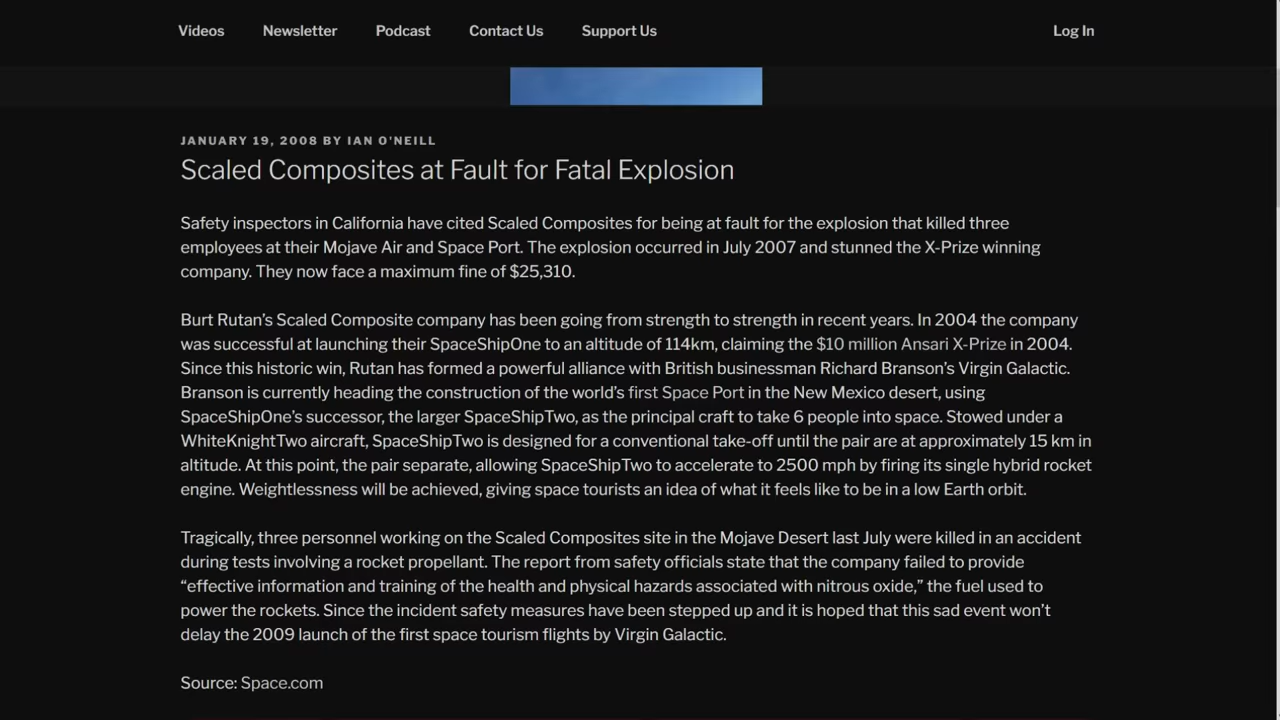 Videos Newsletter Podcast Contact Us Support Us Log In
JANUARY 19, 2008 BY IAN O'NEILL
Scaled Composites at Fault for Fatal Explosion
Safety inspectors in California have cited Scaled Composites for being at fault for the explosion that killed three
employees at their Mojave Air and Space Port. The explosion occurred in July 2007 and stunned the X-Prize winning
company. They now face a maximum fine of $25,310.
Burt Rutan’s Scaled Composite company has been going from strength to strength in recent years. In 2004 the company
was successful at launching their SpaceShipOne to an altitude of 114km, claiming the $10 million Ansari X-Prize in 2004.
Since this historic win, Rutan has formed a powerful alliance with British businessman Richard Branson’s Virgin Galactic.
Branson is currently heading the construction of the world’s first Space Port in the New Mexico desert, using
SpaceShipOne’s successor, the larger SpaceShipTwo, as the principal craft to take 6 people into space. Stowed under a
WhiteKnightTwo aircraft, SpaceShipTwo is designed for a conventional take-off until the pair are at approximately 15 km in
altitude. At this point, the pair separate, allowing SpaceShipTwo to accelerate to 2500 mph by firing its single hybrid rocket
engine. Weightlessness will be achieved, giving space tourists an idea of what it feels like to be in a low Earth orbit.
Tragically, three personnel working on the Scaled Composites site in the Mojave Desert last July were killed in an accident
during tests involving a rocket propellant. The report from safety officials state that the company failed to provide
“effective information and training of the health and physical hazards associated with nitrous oxide,” the fuel used to
power the rockets. Since the incident safety measures have been stepped up and it is hoped that this sad event won’t
delay the 2009 launch of the first space tourism flights by Virgin Galactic.
Source: Space.com